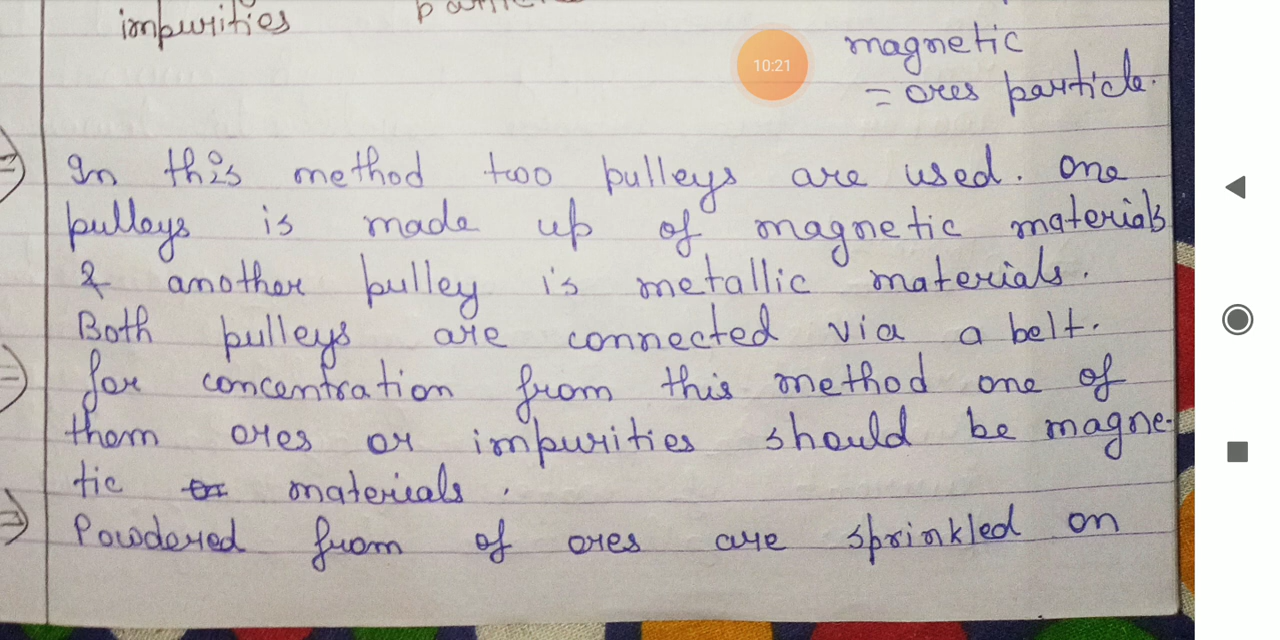 impurities
magnetic
= ores particle.
10:21
In this method two pulleys are used. One
pulleys is made up of magnetic materials
& another pulley is metallic materials.
Both pulleys are connected via a belt.
for concentration from this method one of
them ores or impurities should be magne-
tic materials.
Powdered from of ores are sprinkled on